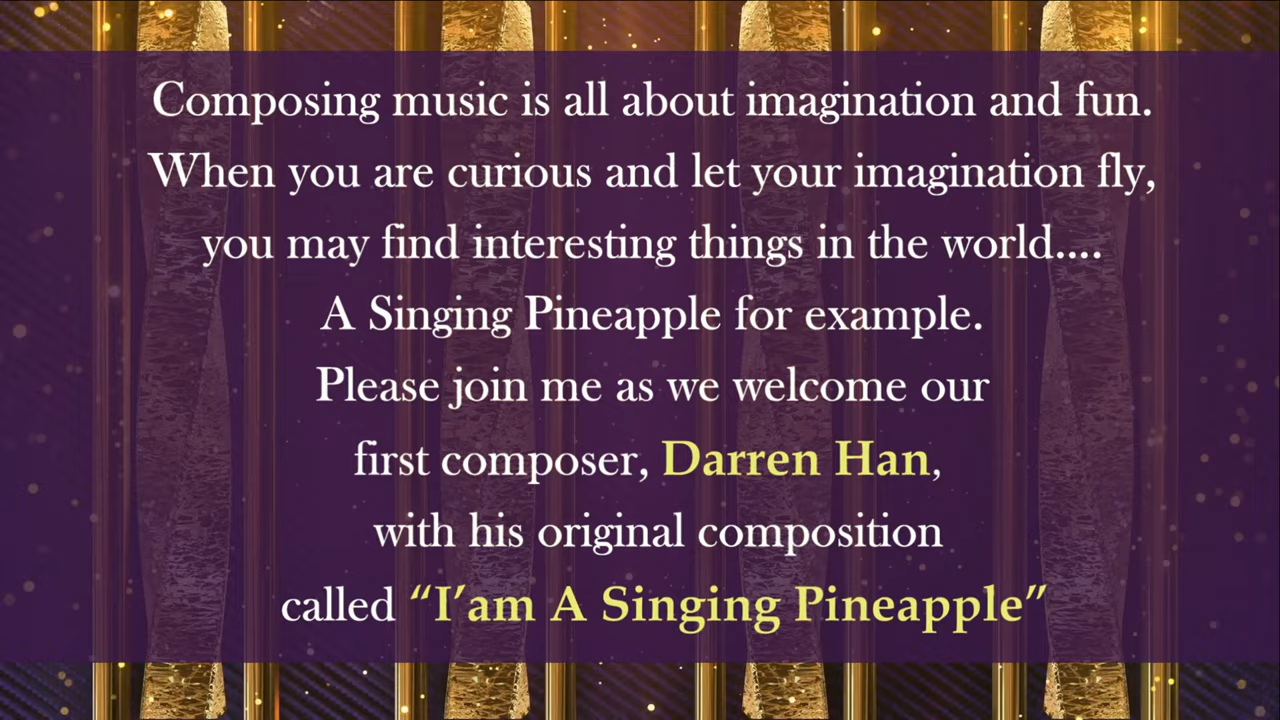 Composing music is all about imagination and fun.
When you are curious and let your imagination fly,
you may find interesting things in the world....
A Singing Pineapple for example.
Please join me as we welcome our
first composer, Darren Han,
with his original composition
called “I’am A Singing Pineapple”